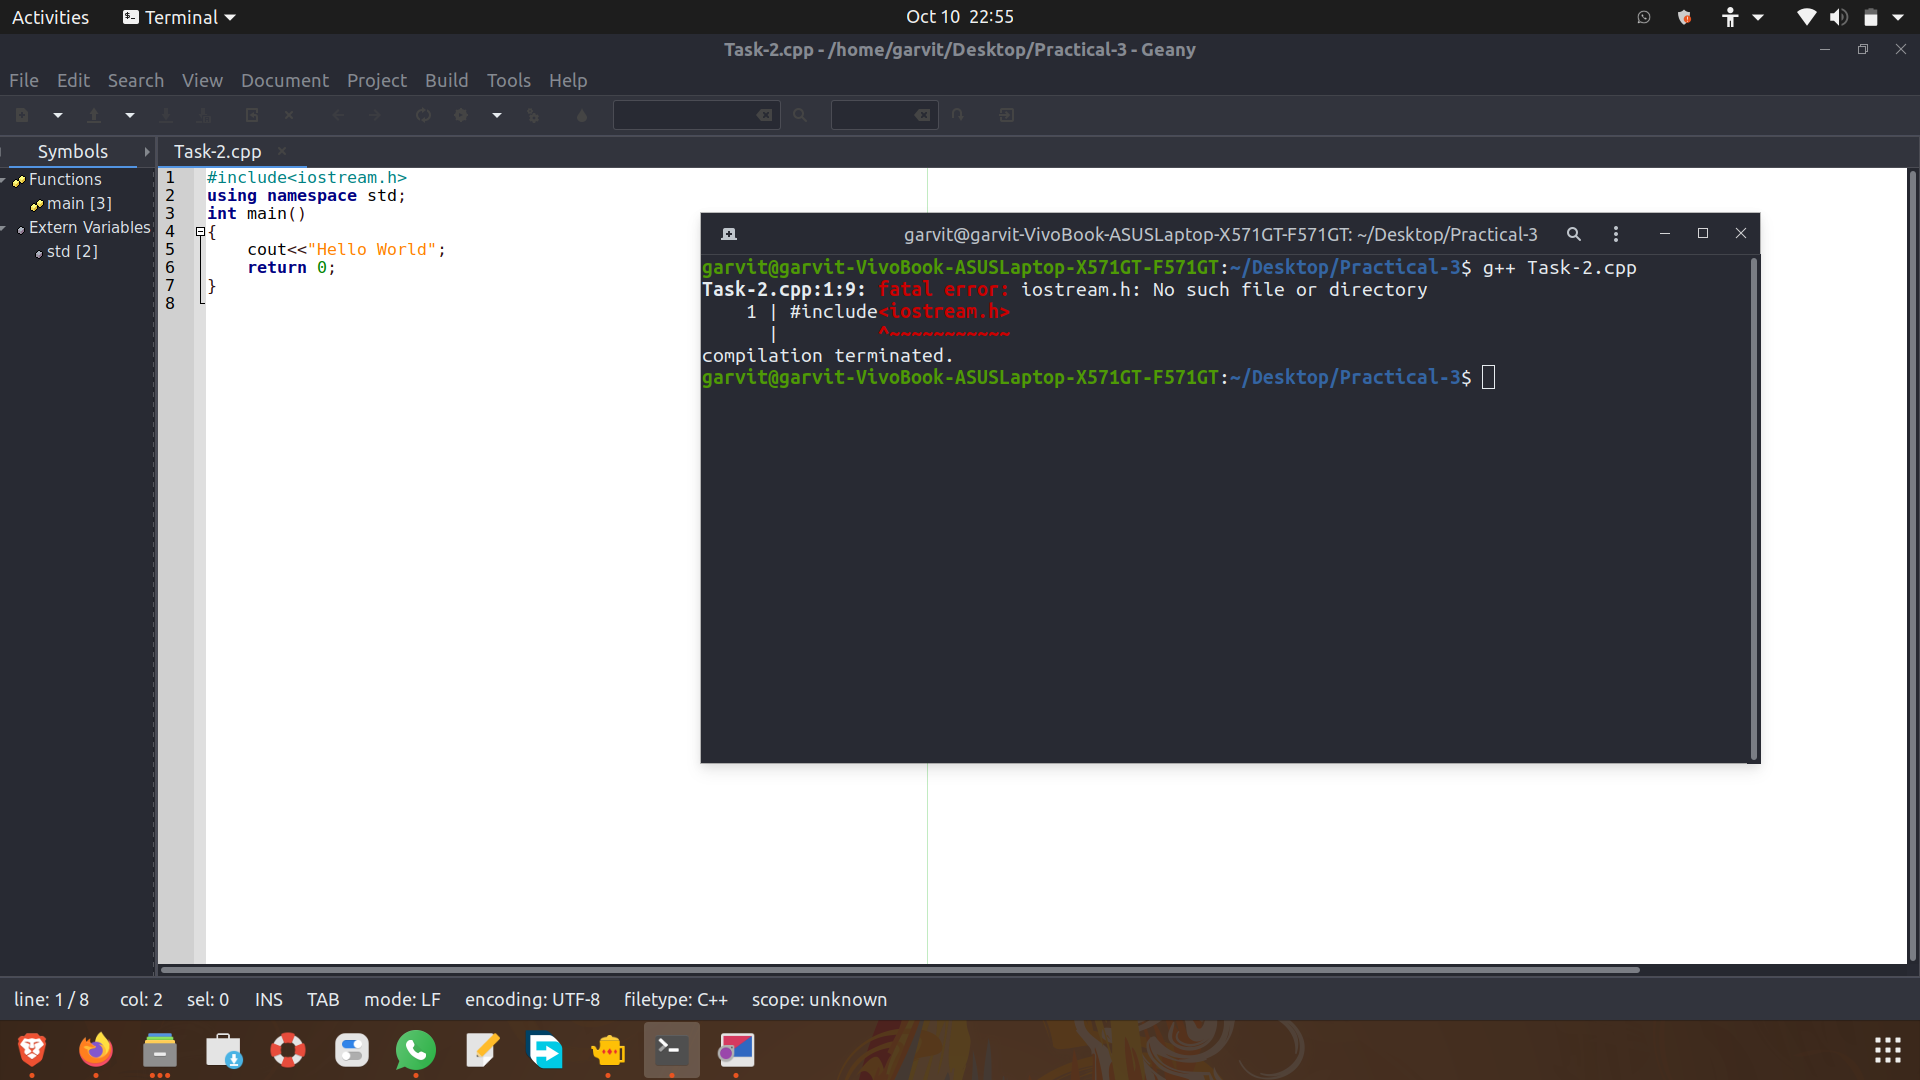 Activities Terminal Oct 10 22:55
Task-2.cpp - /home/garvit/Desktop/Practical-3 - Geany
File Edit Search View Document Project Build Tools Help
Symbols Task-2.cpp
Functions
main [3]
Extern Variables
std [2]
1 #include<iostream.h>
2 using namespace std;
3 int main()
4 {
5 cout<<"Hello World";
6 return 0;
7 }
8
garvit@garvit-VivoBook-ASUSLaptop-X571GT-F571GT: ~/Desktop/Practical-3
garvit@garvit-VivoBook-ASUSLaptop-X571GT-F571GT:~/Desktop/Practical-3$ g++ Task-2.cpp
Task-2.cpp:1:9: fatal error: iostream.h: No such file or directory
1 | #include<iostream.h>
| ^~~~~~~~~~~~
compilation terminated.
garvit@garvit-VivoBook-ASUSLaptop-X571GT-F571GT:~/Desktop/Practical-3$
line: 1 / 8 col: 2 sel: 0 INS TAB mode: LF encoding: UTF-8 filetype: C++ scope: unknown